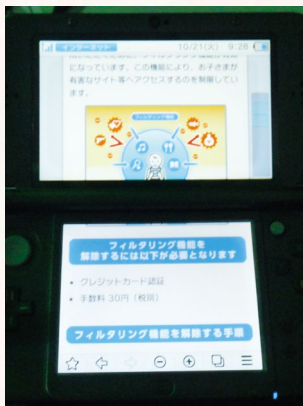 インターネット 10/21(火) 9:26
になっています。この機能により、お子さまが
有害なサイト等へアクセスするのを制限してい
ます。
フィルタリング機能
フィルタリング機能を
解除するには以下が必要となります
• クレジットカード認証
• 手数料 30円（税別）
フィルタリング機能を解除する手順